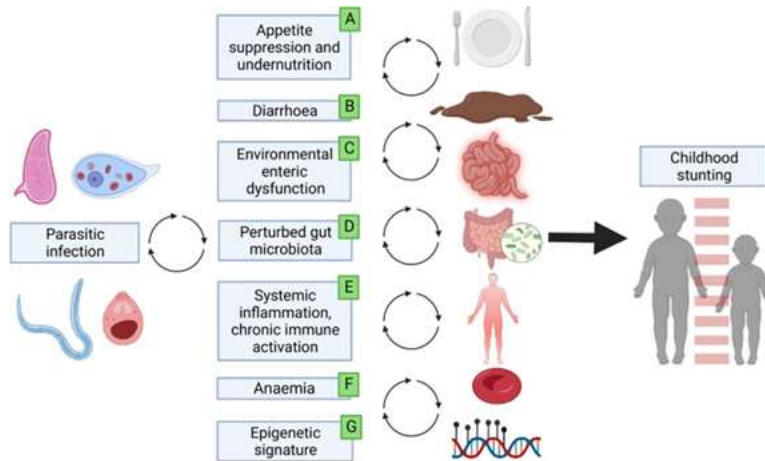 A
Appetite
suppression and
undernutrition
B
Diarrhoea
C
Environmental
enteric
dysfunction
Childhood
stunting
Parasitic
infection
D
Perturbed gut
microbiota
E
Systemic
inflammation,
chronic immune
activation
F
Anaemia
G
Epigenetic
signature